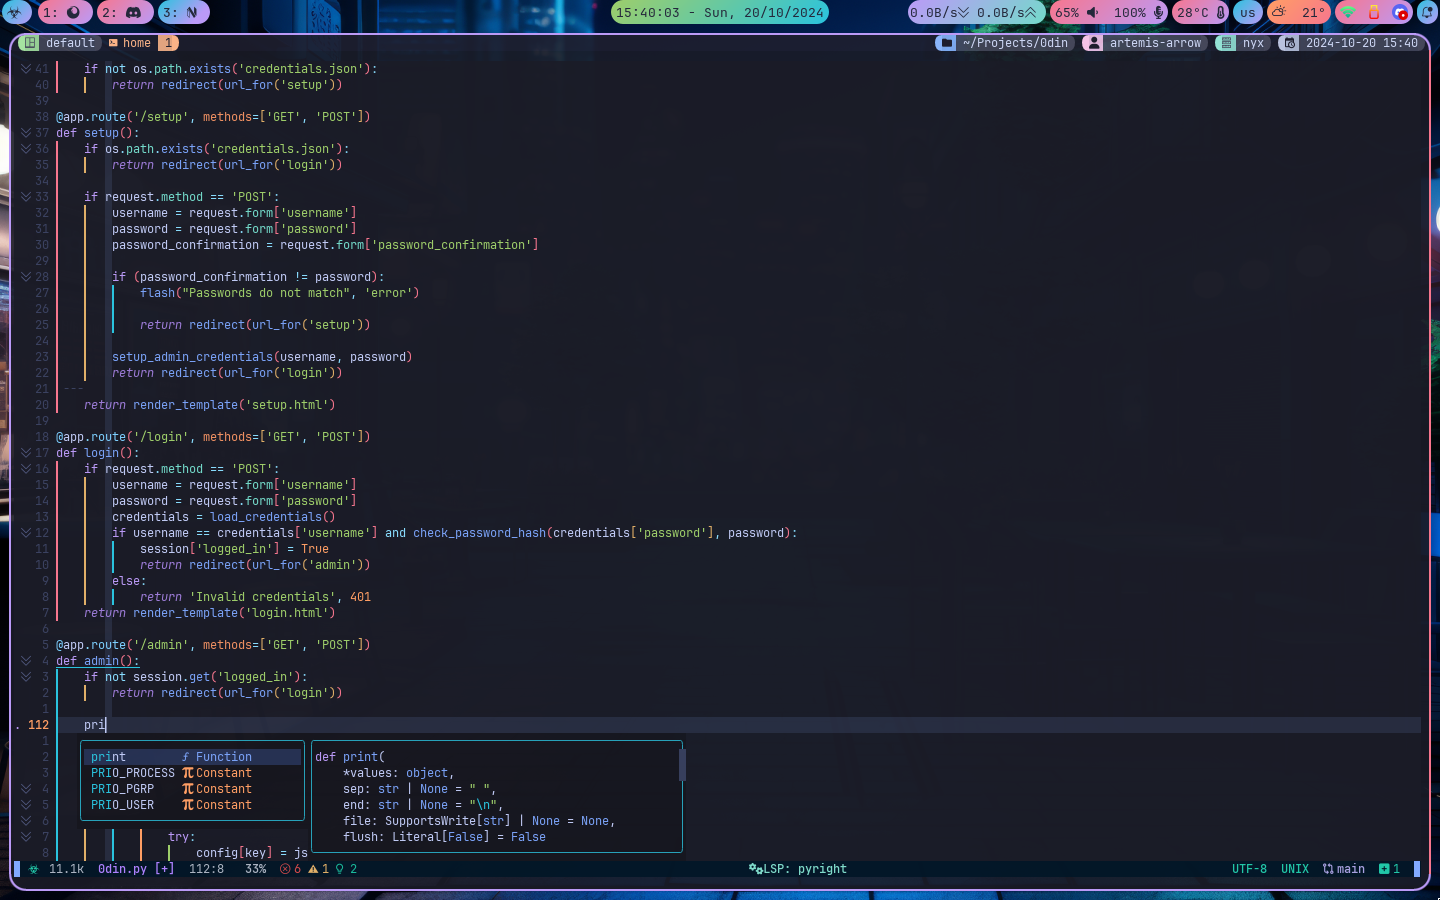 1: 2: 3: 15:40:03 - Sun, 20/10/2024 0.0B/s 0.0B/s 65% 100% 28°C us 21°
default home 1 ~/Projects/0din artemis-arrow nyx 2024-10-20 15:40
41 if not os.path.exists('credentials.json'):
40 return redirect(url_for('setup'))
39
38 @app.route('/setup', methods=['GET', 'POST'])
37 def setup():
36 if os.path.exists('credentials.json'):
35 return redirect(url_for('login'))
34
33 if request.method == 'POST':
32 username = request.form['username']
31 password = request.form['password']
30 password_confirmation = request.form['password_confirmation']
29
28 if (password_confirmation != password):
27 flash("Passwords do not match", 'error')
26
25 return redirect(url_for('setup'))
24
23 setup_admin_credentials(username, password)
22 return redirect(url_for('login'))
21 ---
20 return render_template('setup.html')
19
18 @app.route('/login', methods=['GET', 'POST'])
17 def login():
16 if request.method == 'POST':
15 username = request.form['username']
14 password = request.form['password']
13 credentials = load_credentials()
12 if username == credentials['username'] and check_password_hash(credentials['password'], password):
11 session['logged_in'] = True
10 return redirect(url_for('admin'))
9 else:
8 return 'Invalid credentials', 401
7 return render_template('login.html')
6
5 @app.route('/admin', methods=['GET', 'POST'])
4 def admin():
3 if not session.get('logged_in'):
2 return redirect(url_for('login'))
1
. 112 pri
1
2 print ƒ Function def print(
3 PRIO_PROCESS Constant *values: object,
4 PRIO_PGRP Constant sep: str | None = " ",
5 PRIO_USER Constant end: str | None = "\n",
6 file: SupportsWrite[str] | None = None,
7 try: flush: Literal[False] = False
8 config[key] = js
11.1k 0din.py [+] 112:8 33% 6 1 2 LSP: pyright UTF-8 UNIX main 1